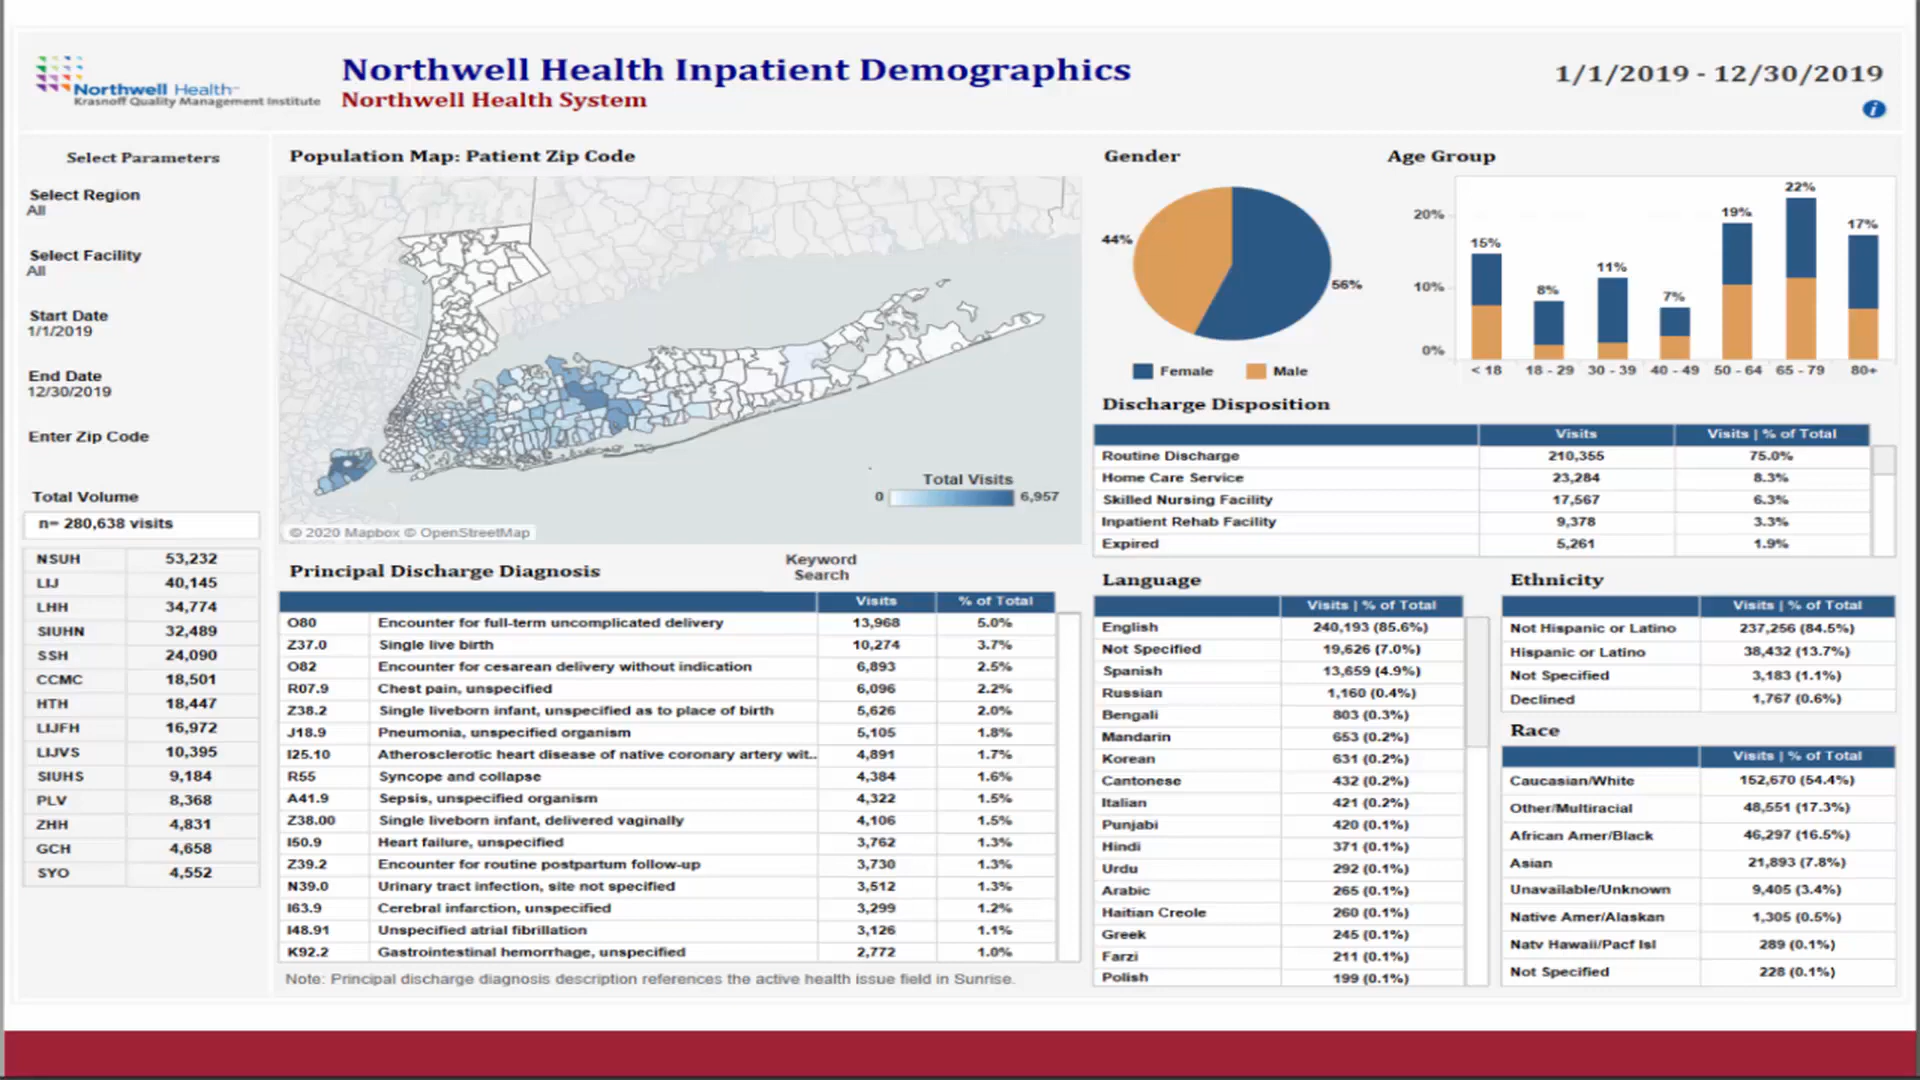 Northwell Health
Krasnoff Quality Management Institute
Northwell Health Inpatient Demographics
Northwell Health System
1/1/2019 - 12/30/2019
i
Select Parameters
Select Region
All
Select Facility
All
Start Date
1/1/2019
End Date
12/30/2019
Enter Zip Code
Total Volume
n= 280,638 visits
NSUH 53,232
LIJ 40,145
LHH 34,774
SIUHN 32,489
SSH 24,090
CCMC 18,501
HTH 18,447
LIJFH 16,972
LIJVS 10,395
SIUHS 9,184
PLV 8,368
ZHH 4,831
GCH 4,658
SYO 4,552
Population Map: Patient Zip Code
Total Visits
0 6,957
© 2020 Mapbox © OpenStreetMap
Principal Discharge Diagnosis
Keyword
Search
Visits % of Total
O80 Encounter for full-term uncomplicated delivery 13,968 5.0%
Z37.0 Single live birth 10,274 3.7%
O82 Encounter for cesarean delivery without indication 6,893 2.5%
R07.9 Chest pain, unspecified 6,096 2.2%
Z38.2 Single liveborn infant, unspecified as to place of birth 5,626 2.0%
J18.9 Pneumonia, unspecified organism 5,105 1.8%
I25.10 Atherosclerotic heart disease of native coronary artery wit.. 4,891 1.7%
R55 Syncope and collapse 4,384 1.6%
A41.9 Sepsis, unspecified organism 4,322 1.5%
Z38.00 Single liveborn infant, delivered vaginally 4,106 1.5%
I50.9 Heart failure, unspecified 3,762 1.3%
Z39.2 Encounter for routine postpartum follow-up 3,730 1.3%
N39.0 Urinary tract infection, site not specified 3,512 1.3%
I63.9 Cerebral infarction, unspecified 3,299 1.2%
I48.91 Unspecified atrial fibrillation 3,126 1.1%
K92.2 Gastrointestinal hemorrhage, unspecified 2,772 1.0%
Note: Principal discharge diagnosis description references the active health issue field in Sunrise.
Gender
44%
56%
Female Male
Age Group
20%
10%
0%
15% 8% 11% 7% 19% 22% 17%
< 18 18 - 29 30 - 39 40 - 49 50 - 64 65 - 79 80+
Discharge Disposition
Visits Visits | % of Total
Routine Discharge 210,355 75.0%
Home Care Service 23,284 8.3%
Skilled Nursing Facility 17,567 6.3%
Inpatient Rehab Facility 9,378 3.3%
Expired 5,261 1.9%
Language
Visits | % of Total
English 240,193 (85.6%)
Not Specified 19,626 (7.0%)
Spanish 13,659 (4.9%)
Russian 1,160 (0.4%)
Bengali 803 (0.3%)
Mandarin 653 (0.2%)
Korean 631 (0.2%)
Cantonese 432 (0.2%)
Italian 421 (0.2%)
Punjabi 420 (0.1%)
Hindi 371 (0.1%)
Urdu 292 (0.1%)
Arabic 265 (0.1%)
Haitian Creole 260 (0.1%)
Greek 245 (0.1%)
Farzi 211 (0.1%)
Polish 199 (0.1%)
Ethnicity
Visits | % of Total
Not Hispanic or Latino 237,256 (84.5%)
Hispanic or Latino 38,432 (13.7%)
Not Specified 3,183 (1.1%)
Declined 1,767 (0.6%)
Race
Visits | % of Total
Caucasian/White 152,670 (54.4%)
Other/Multiracial 48,551 (17.3%)
African Amer/Black 46,297 (16.5%)
Asian 21,893 (7.8%)
Unavailable/Unknown 9,405 (3.4%)
Native Amer/Alaskan 1,305 (0.5%)
Natv Hawaii/Pacf Isl 289 (0.1%)
Not Specified 228 (0.1%)